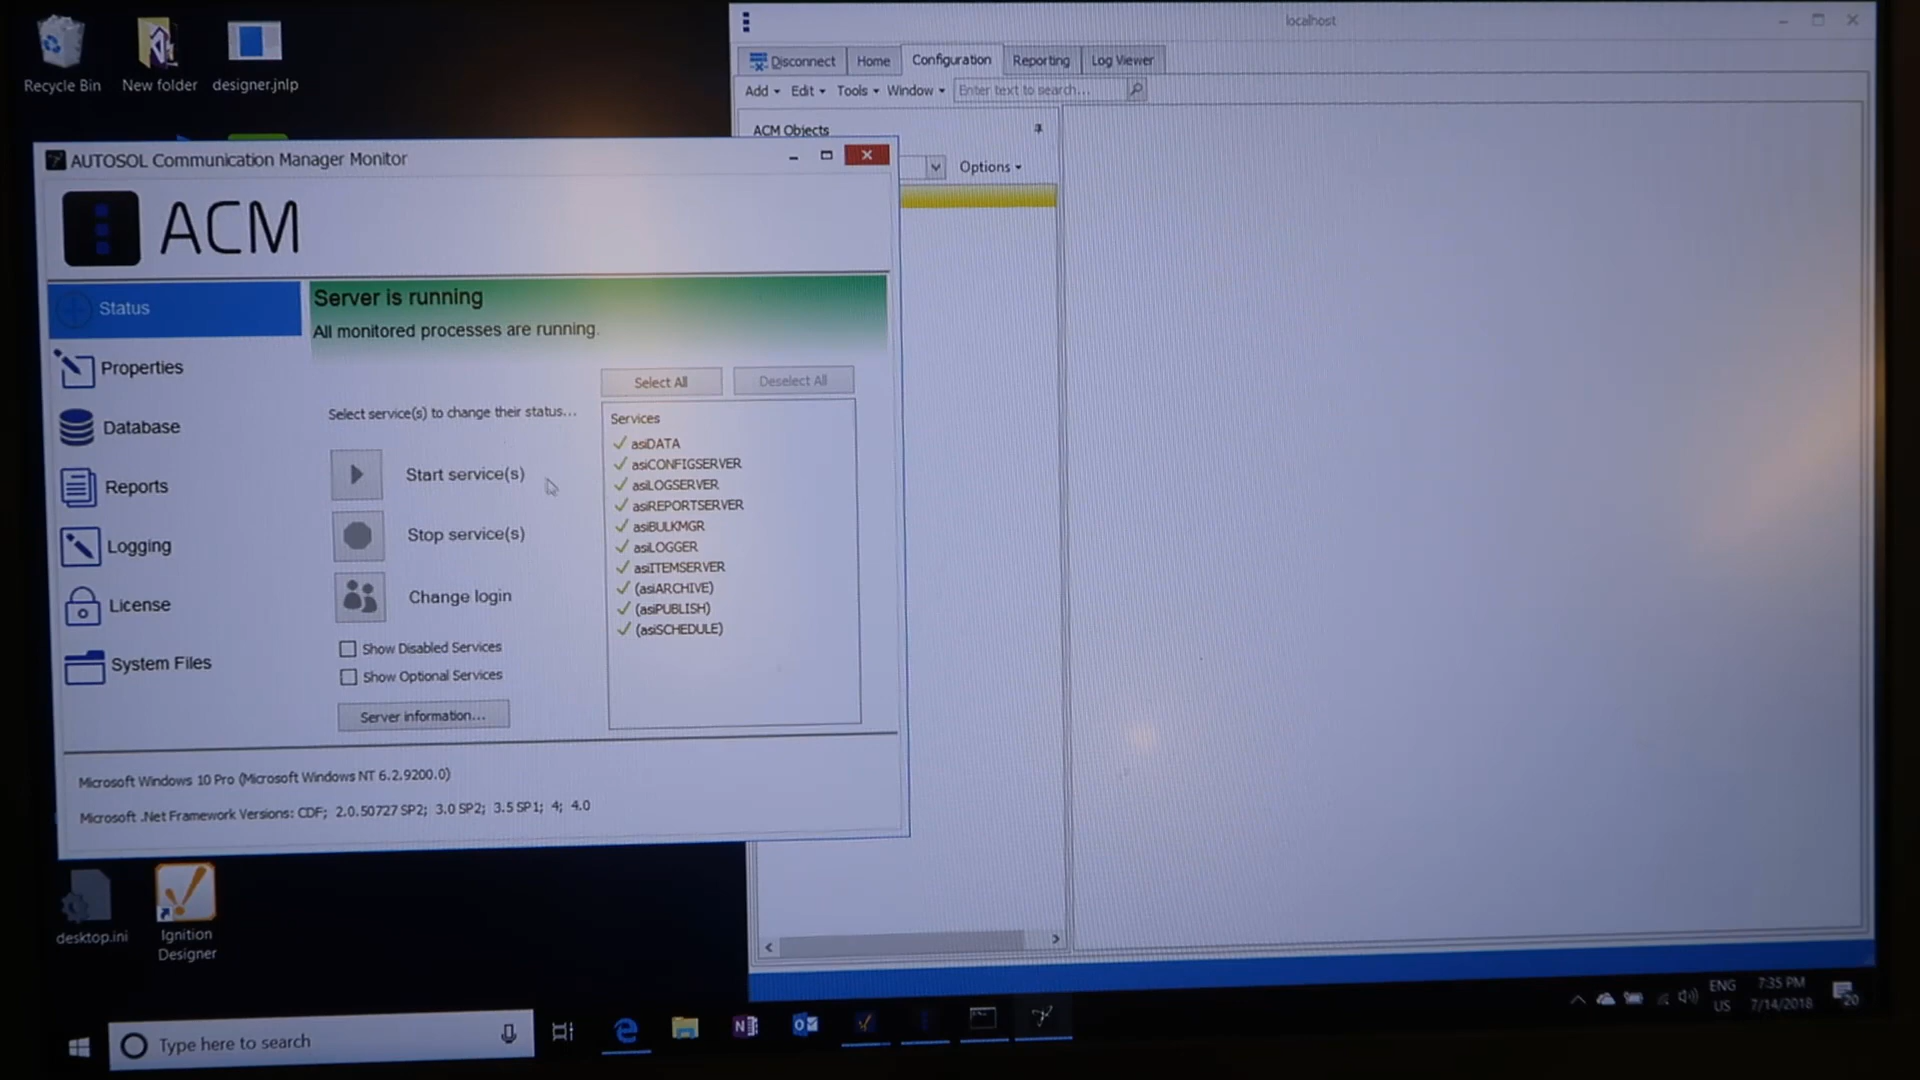 Recycle Bin
New folder
designer.jnlp
localhost
Disconnect
Home
Configuration
Reporting
Log Viewer
Add
Edit
Tools
Window
Enter text to search...
ACM Objects
Options
AUTOSOL Communication Manager Monitor
ACM
Status
Properties
Database
Reports
Logging
License
System Files
Server is running
All monitored processes are running.
Select All
Deselect All
Select service(s) to change their status...
Start service(s)
Stop service(s)
Change login
Show Disabled Services
Show Optional Services
Server information...
Services
asiDATA
asiCONFIGSERVER
asiLOGSERVER
asiREPORTSERVER
asiBULKMGR
asiLOGGER
asiITEMSERVER
(asiARCHIVE)
(asiPUBLISH)
(asiSCHEDULE)
Microsoft Windows 10 Pro (Microsoft Windows NT 6.2.9200.0)
Microsoft .Net Framework Versions: CDF; 2.0.50727 SP2; 3.0 SP2; 3.5 SP1; 4; 4.0
desktop.ini
Ignition
Designer
Type here to search
ENG
US
7:35 PM
7/14/2018
20